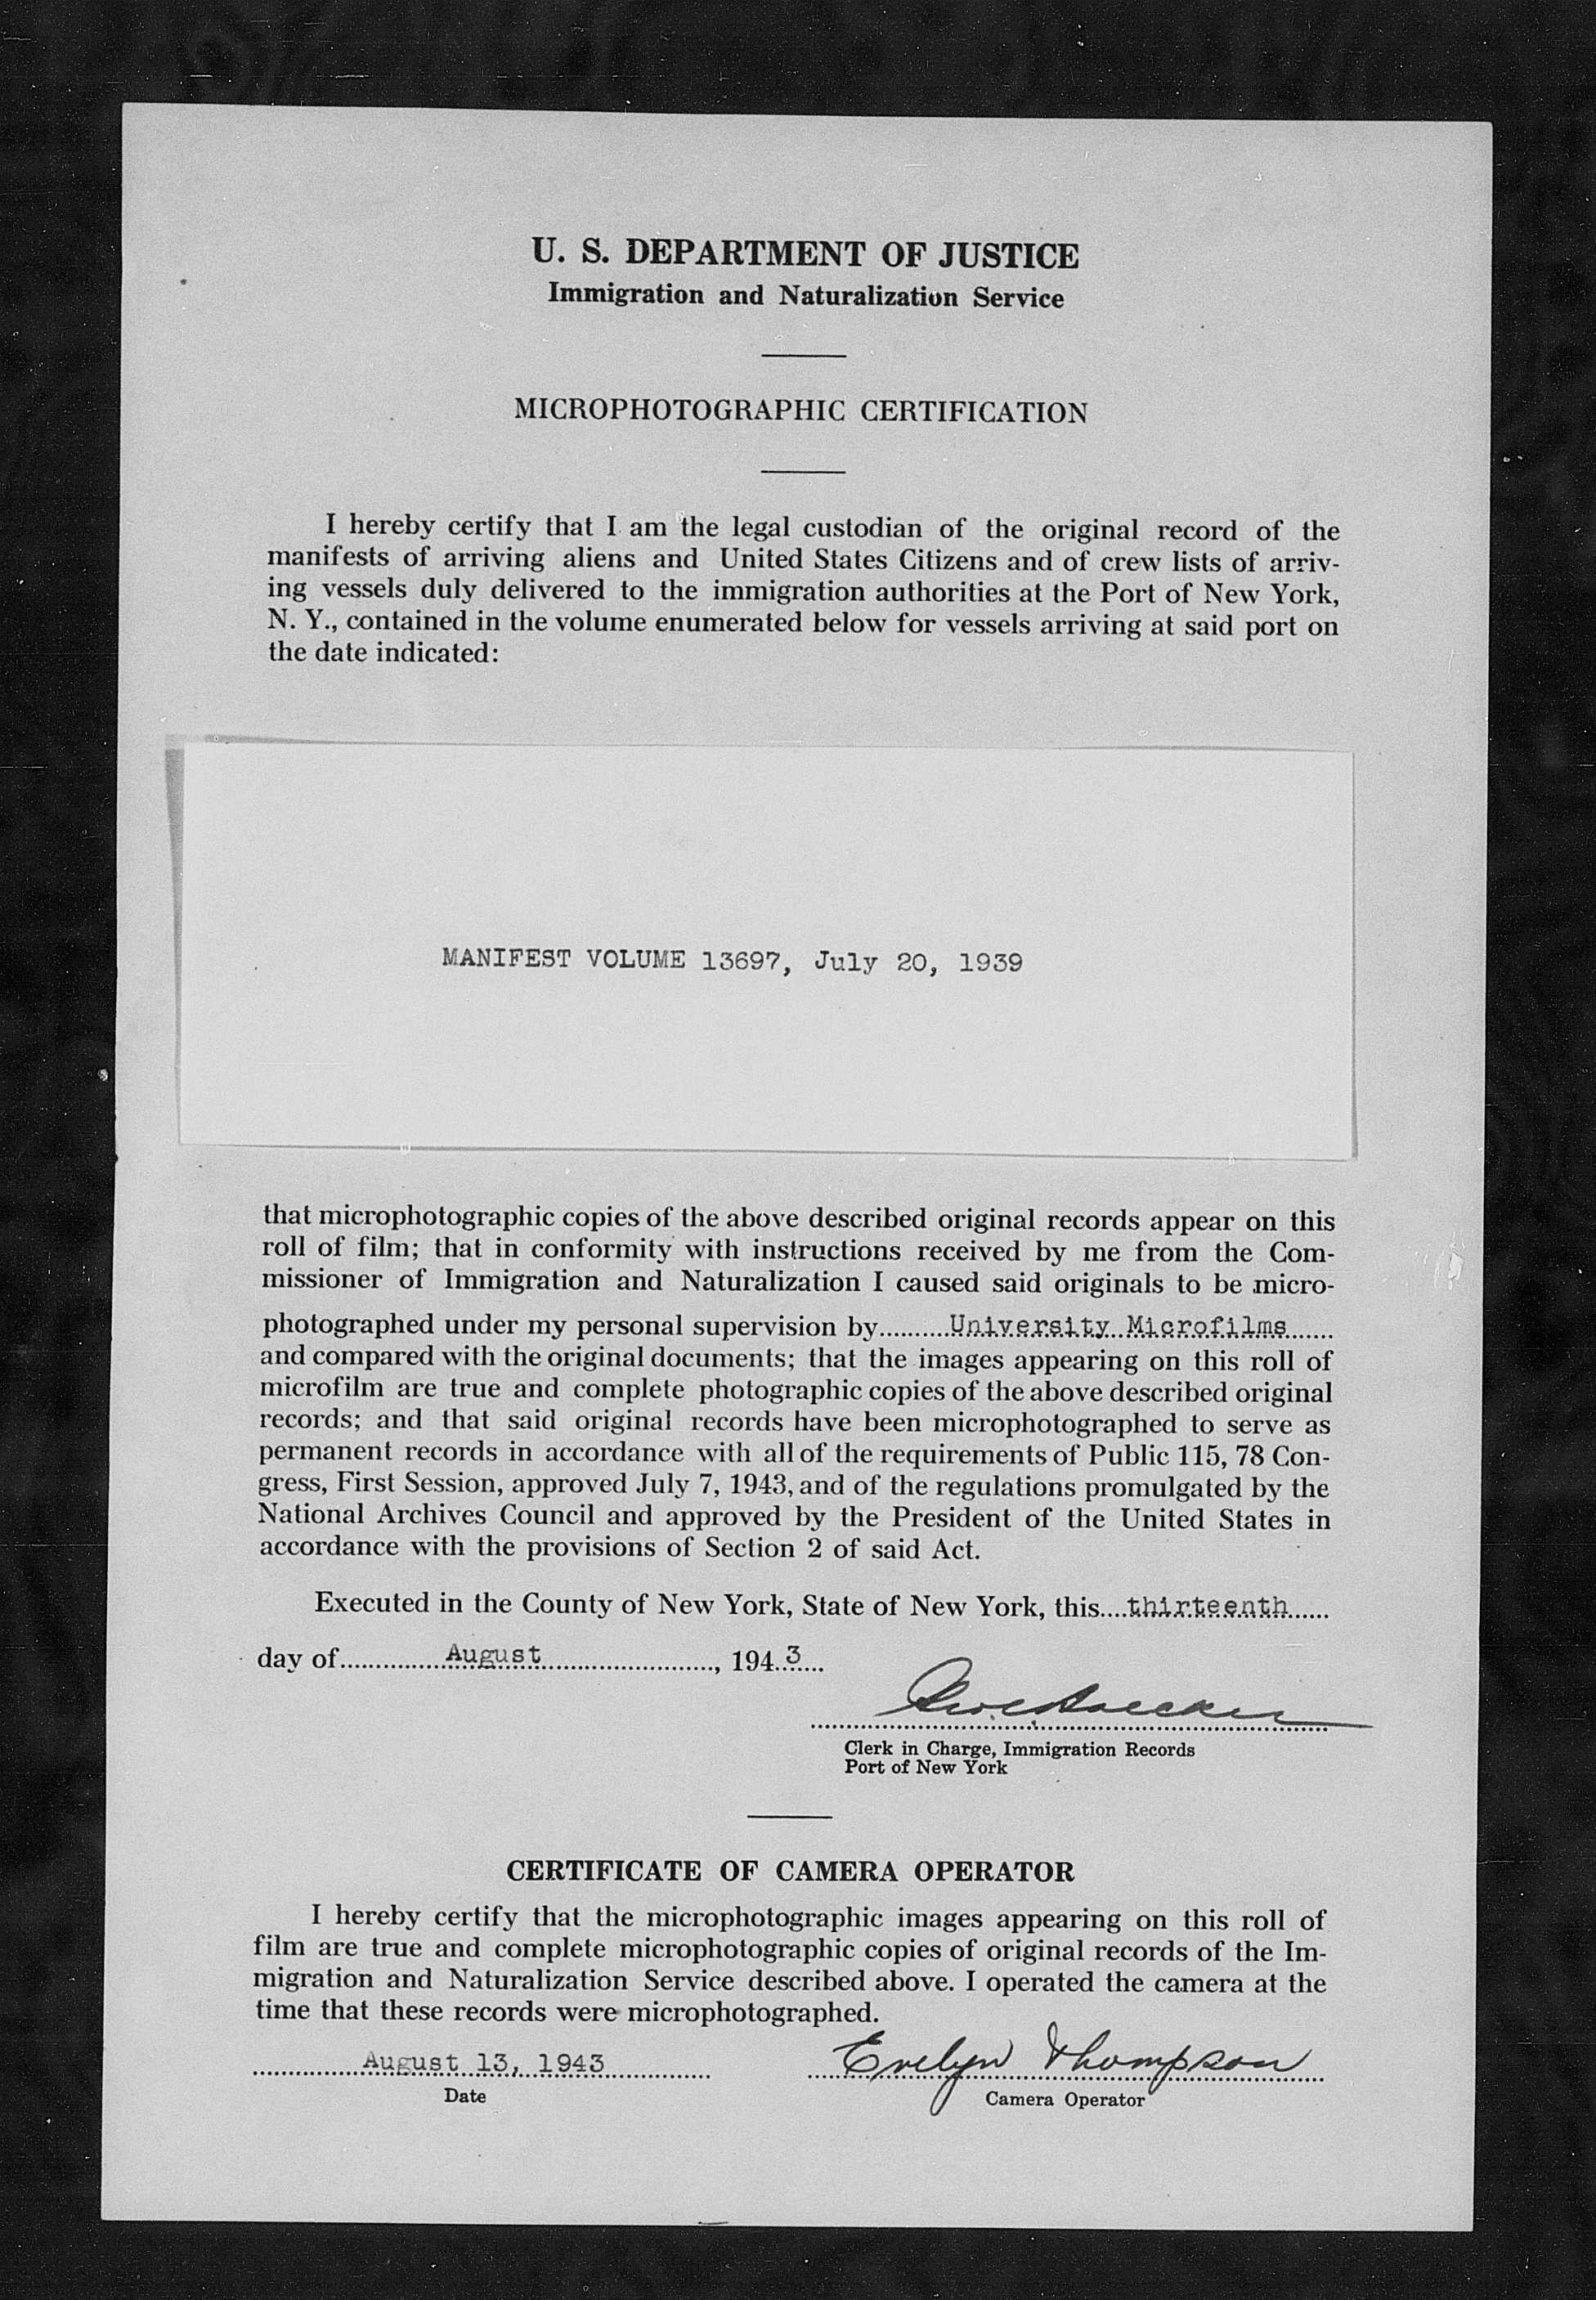 U. S. DEPARTMENT OF JUSTICE
Immigration and Naturalization Service
MICROPHOTOGRAPHIC CERTIFICATION
I hereby certify that I am the legal custodian of the original record of the
manifests of arriving aliens and United States Citizens and of crew lists of arriv-
ing vessels duly delivered to the immigration authorities at the Port of New York,
N. Y., contained in the volume enumerated below for vessels arriving at said port on
the date indicated:
MANIFEST VOLUME 13697, July 20, 1939
that microphotographic copies of the above described original records appear on this
roll of film; that in conformity with instructions received by me from the Com-
missioner of Immigration and Naturalization I caused said originals to be micro-
photographed under my personal supervision by..........University Microfilms.......
and compared with the original documents; that the images appearing on this roll of
microfilm are true and complete photographic copies of the above described original
records; and that said original records have been microphotographed to serve as
permanent records in accordance with all of the requirements of Public 115, 78 Con-
gress, First Session, approved July 7, 1943, and of the regulations promulgated by the
National Archives Council and approved by the President of the United States in
accordance with the provisions of Section 2 of said Act.
Executed in the County of New York, State of New York, this....thirteenth......
day of...............August........................., 194..3....
Clerk in Charge, Immigration Records
Port of New York
CERTIFICATE OF CAMERA OPERATOR
I hereby certify that the microphotographic images appearing on this roll of
film are true and complete microphotographic copies of original records of the Im-
migration and Naturalization Service described above. I operated the camera at the
time that these records were microphotographed.
August 13, 1943 Evelyn Thompson
Date Camera Operator